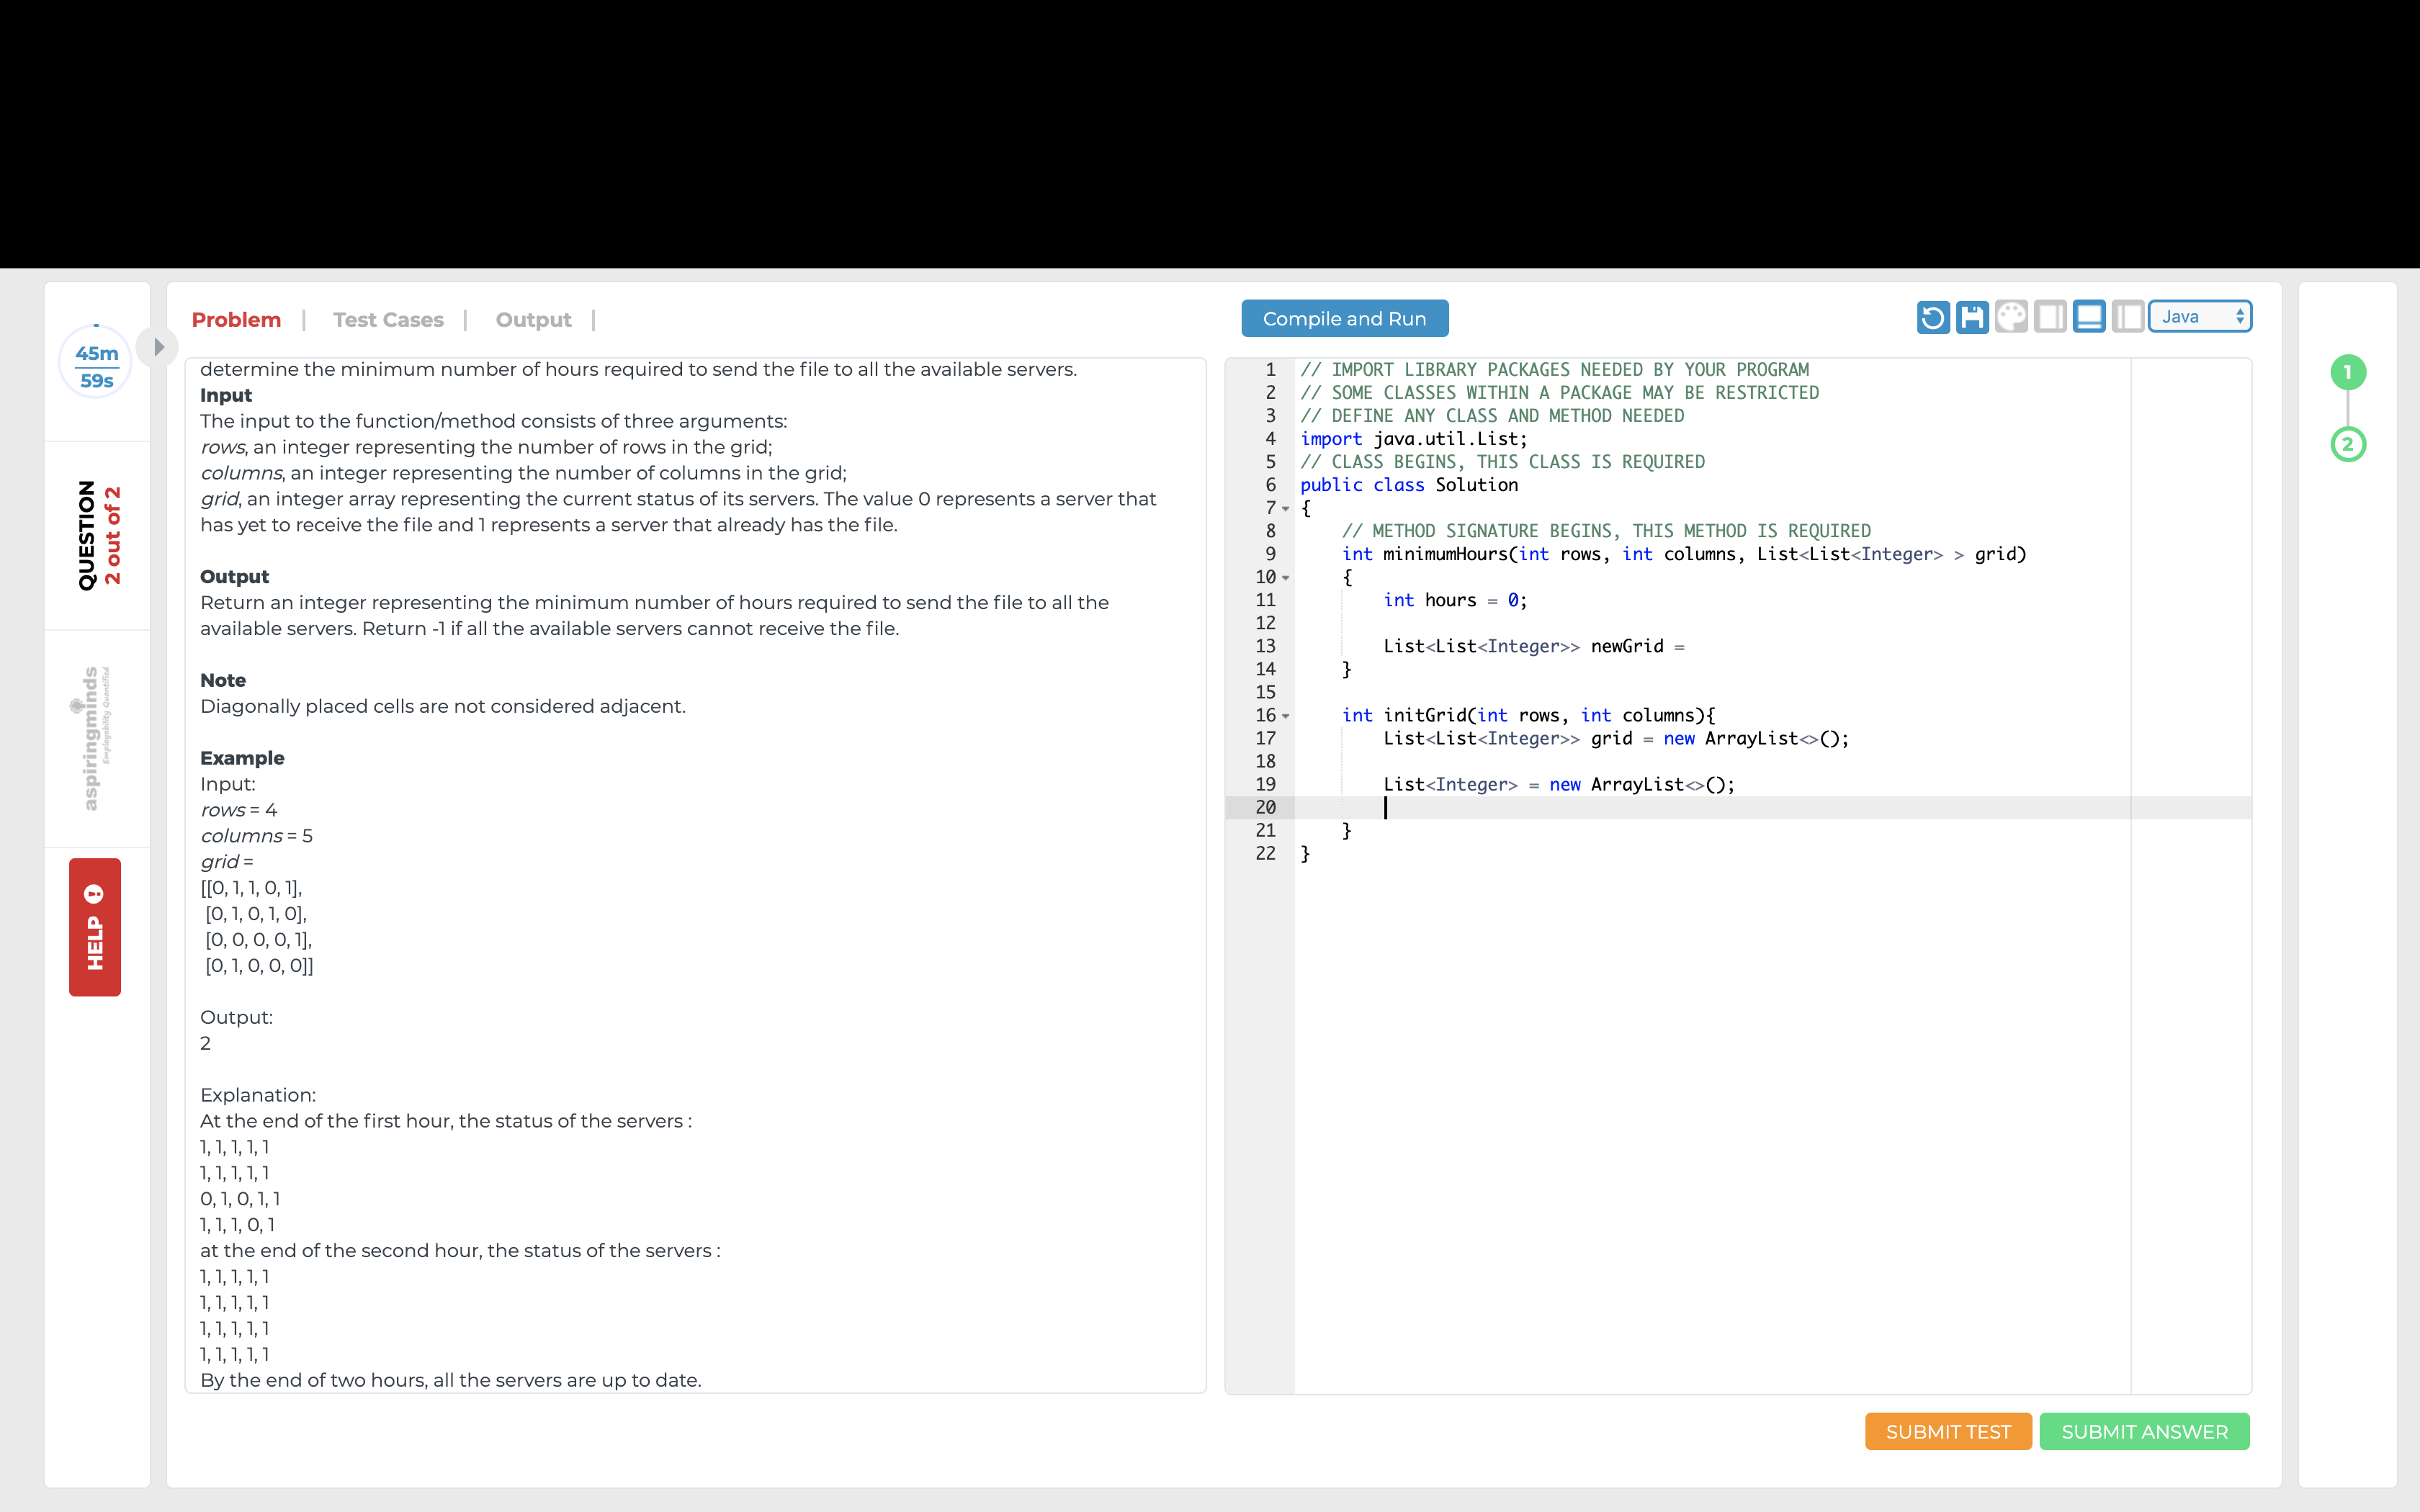 45m
59s
QUESTION
2 out of 2
aspiringminds
Employability Quantified
HELP
Problem | Test Cases | Output |
determine the minimum number of hours required to send the file to all the available servers.
Input
The input to the function/method consists of three arguments:
rows, an integer representing the number of rows in the grid;
columns, an integer representing the number of columns in the grid;
grid, an integer array representing the current status of its servers. The value 0 represents a server that
has yet to receive the file and 1 represents a server that already has the file.
Output
Return an integer representing the minimum number of hours required to send the file to all the
available servers. Return -1 if all the available servers cannot receive the file.
Note
Diagonally placed cells are not considered adjacent.
Example
Input:
rows = 4
columns = 5
grid =
[[0, 1, 1, 0, 1],
[0, 1, 0, 1, 0],
[0, 0, 0, 0, 1],
[0, 1, 0, 0, 0]]
Output:
2
Explanation:
At the end of the first hour, the status of the servers :
1, 1, 1, 1, 1
1, 1, 1, 1, 1
0, 1, 0, 1, 1
1, 1, 1, 0, 1
at the end of the second hour, the status of the servers :
1, 1, 1, 1, 1
1, 1, 1, 1, 1
1, 1, 1, 1, 1
1, 1, 1, 1, 1
By the end of two hours, all the servers are up to date.
Compile and Run
Java
1 // IMPORT LIBRARY PACKAGES NEEDED BY YOUR PROGRAM
2 // SOME CLASSES WITHIN A PACKAGE MAY BE RESTRICTED
3 // DEFINE ANY CLASS AND METHOD NEEDED
4 import java.util.List;
5 // CLASS BEGINS, THIS CLASS IS REQUIRED
6 public class Solution
7 {
8 // METHOD SIGNATURE BEGINS, THIS METHOD IS REQUIRED
9 int minimumHours(int rows, int columns, List<List<Integer> > grid)
10 {
11 int hours = 0;
12
13 List<List<Integer>> newGrid =
14 }
15
16 int initGrid(int rows, int columns){
17 List<List<Integer>> grid = new ArrayList<>();
18
19 List<Integer> = new ArrayList<>();
20
21 }
22 }
SUBMIT TEST
SUBMIT ANSWER
1
2